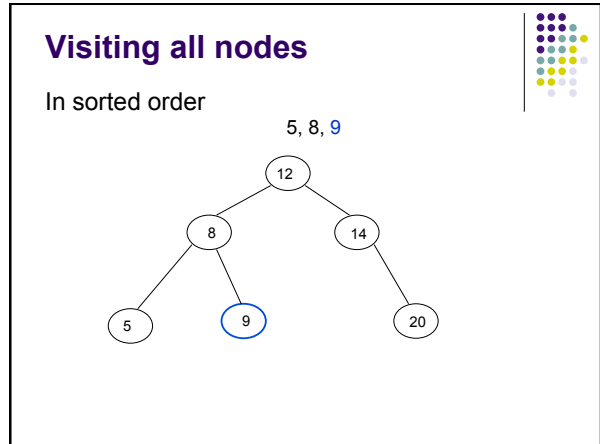 Visiting all nodes
In sorted order
5, 8, 9
12
8
14
5
9
20